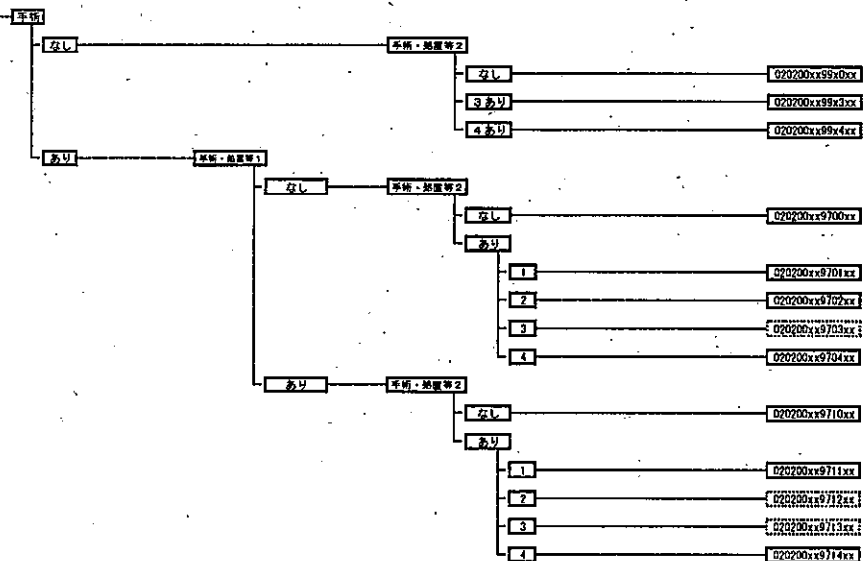 手術
なし 手術・処置等2
なし 020200xx99x0xx
3あり 020200xx99x3xx
4あり 020200xx99x4xx
あり 手術・処置等1
なし 手術・処置等2
なし 020200xx9700xx
あり
1 020200xx9701xx
2 020200xx9702xx
3 020200xx9703xx
4 020200xx9704xx
あり 手術・処置等2
なし 020200xx9710xx
あり
1 020200xx9711xx
2 020200xx9712xx
3 020200xx9713xx
4 020200xx9714xx